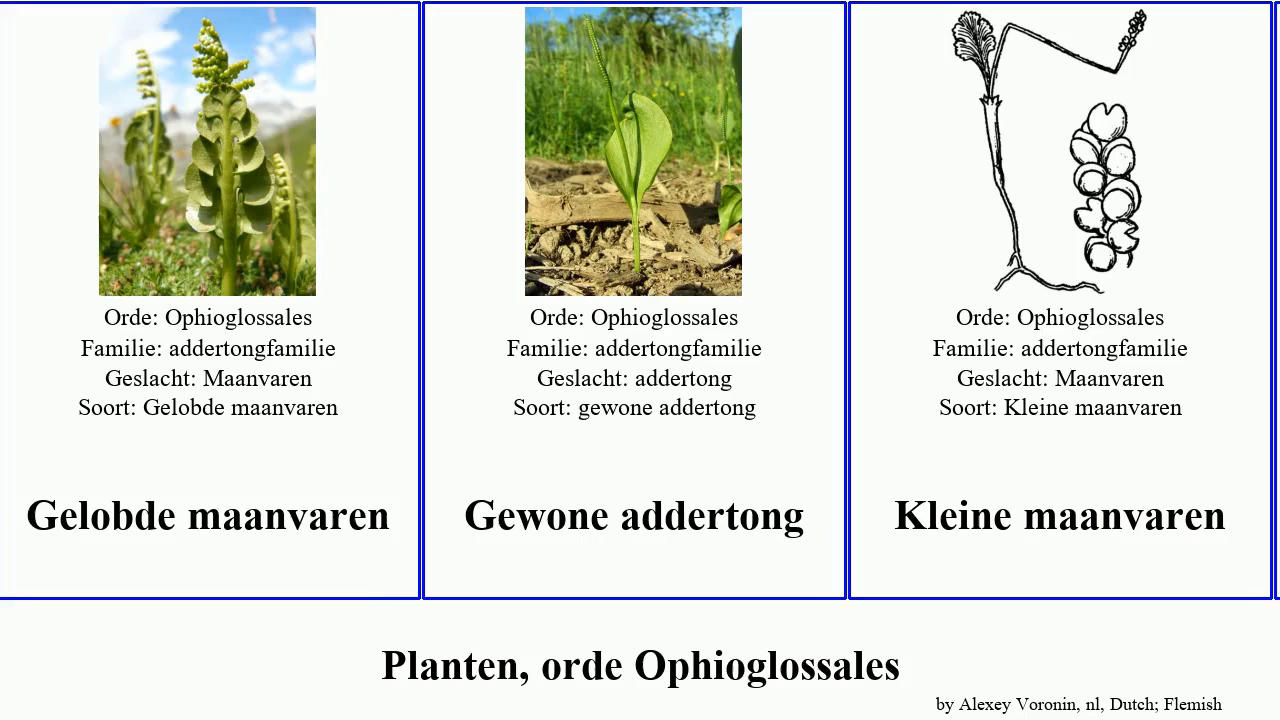 Orde: Ophioglossales
Familie: addertongfamilie
Geslacht: Maanvaren
Soort: Gelobde maanvaren
Gelobde maanvaren
Orde: Ophioglossales
Familie: addertongfamilie
Geslacht: addertong
Soort: gewone addertong
Gewone addertong
Orde: Ophioglossales
Familie: addertongfamilie
Geslacht: Maanvaren
Soort: Kleine maanvaren
Kleine maanvaren
Planten, orde Ophioglossales
by Alexey Voronin, nl, Dutch; Flemish